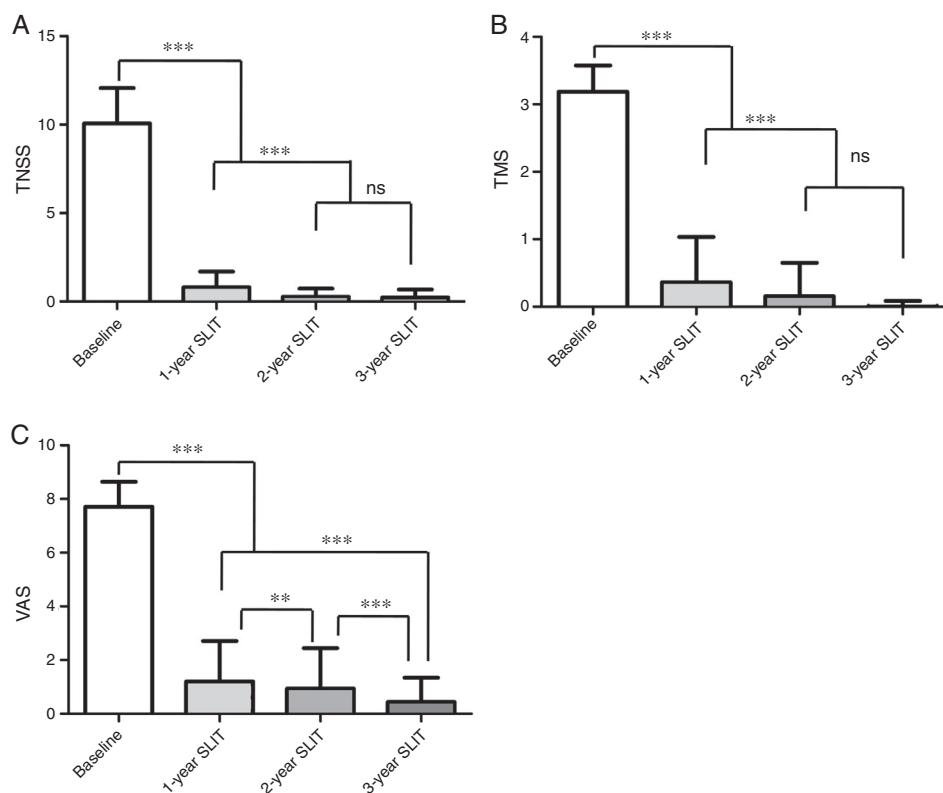 A
15
10
5
0
TNSS
***
***
ns
Baseline
1-year SLIT
2-year SLIT
3-year SLIT
B
4
3
2
1
0
TMS
***
***
ns
Baseline
1-year SLIT
2-year SLIT
3-year SLIT
C
10
8
6
4
2
0
VAS
***
***
**
***
Baseline
1-year SLIT
2-year SLIT
3-year SLIT